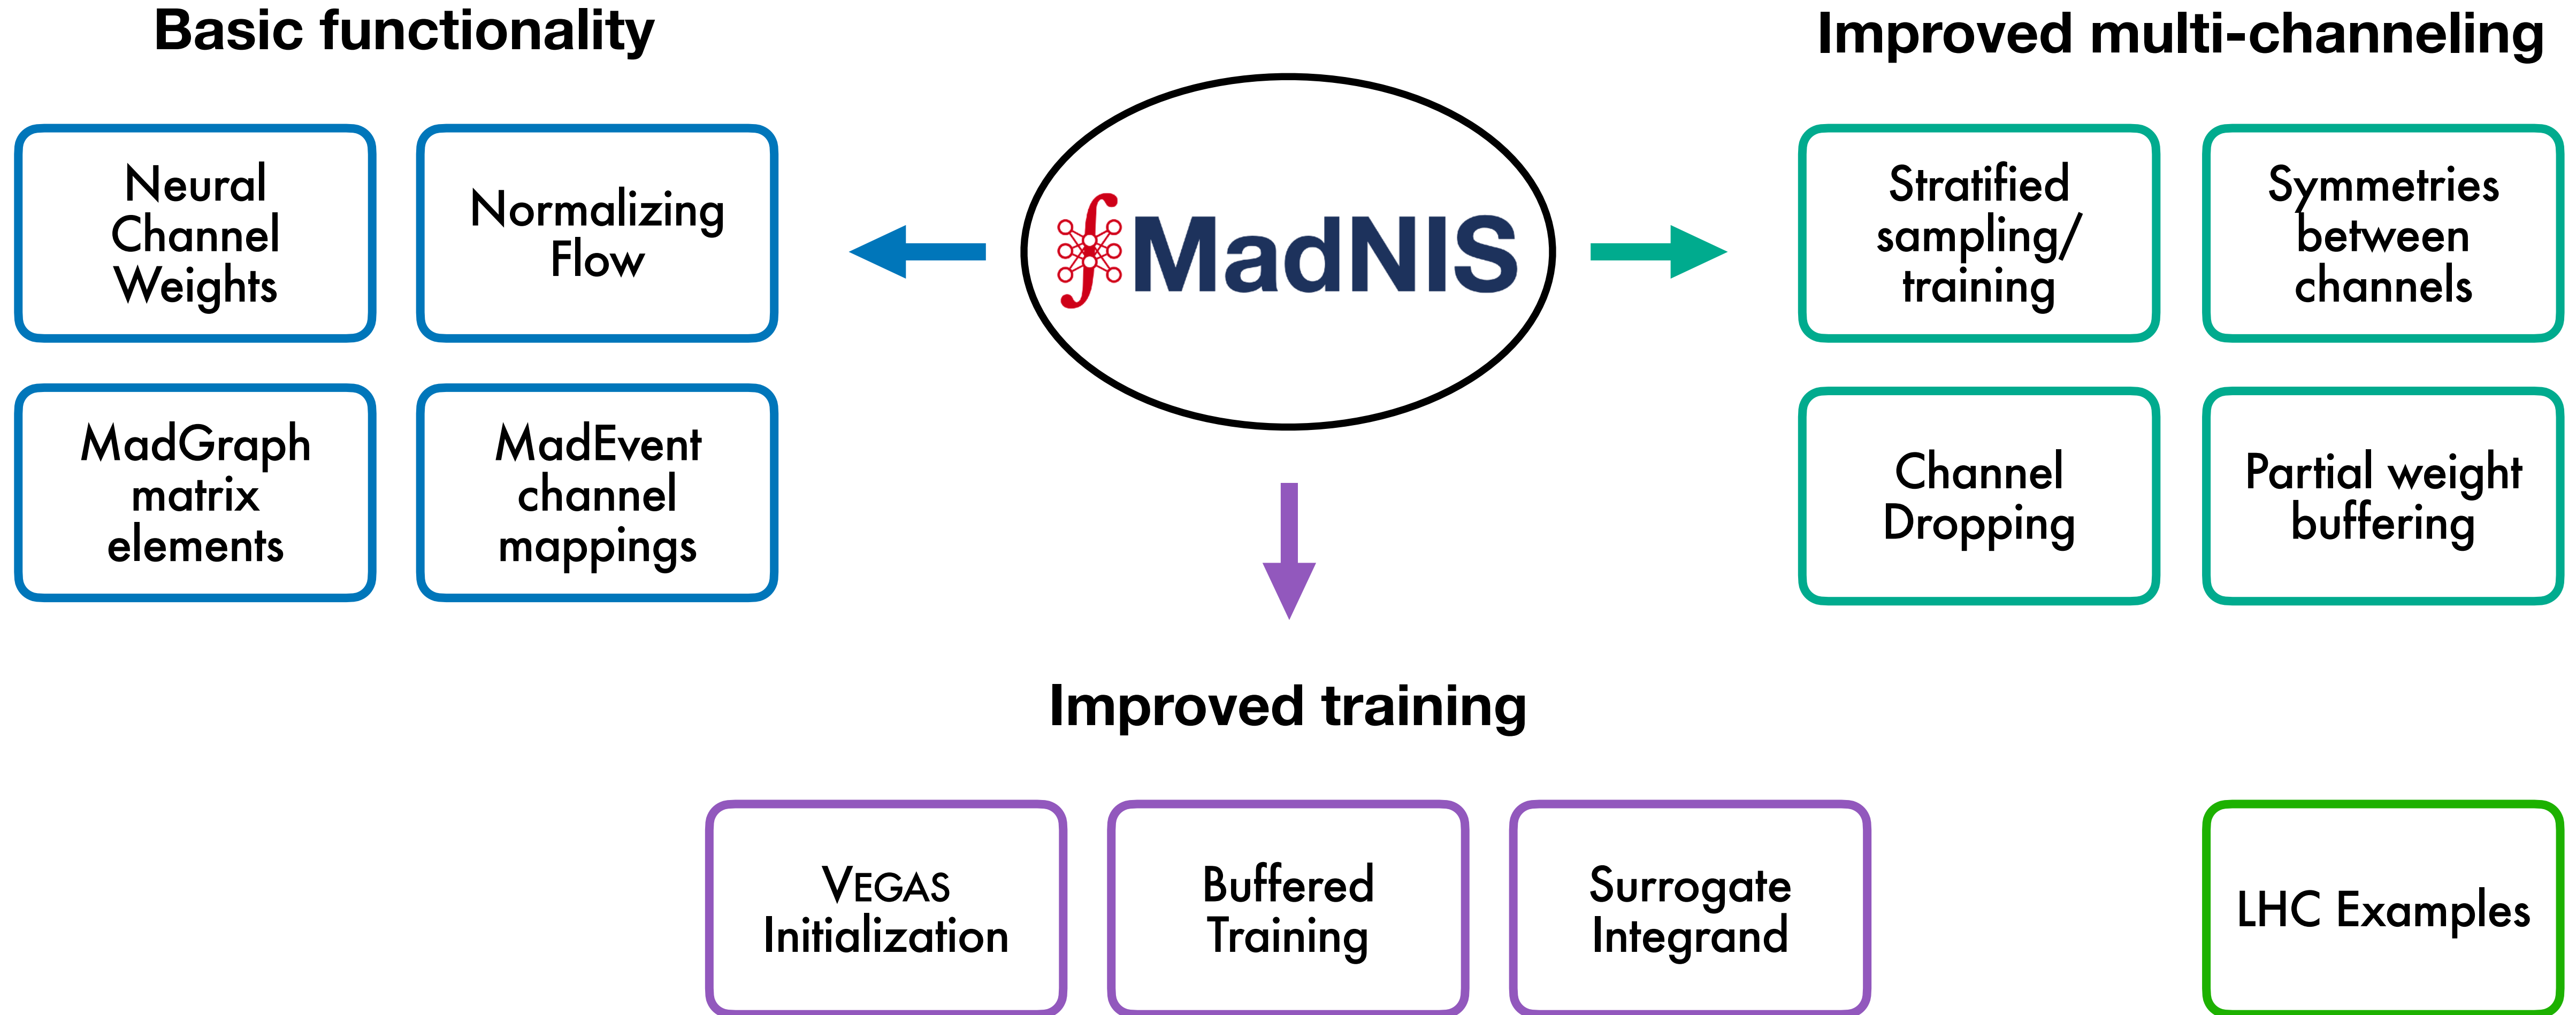 Basic functionality
Neural
Channel
Weights
Normalizing
Flow
MadGraph
matrix
elements
MadEvent
channel
mappings
MadNIS
Improved multi-channeling
Stratified
sampling/
training
Symmetries
between
channels
Channel
Dropping
Partial weight
buffering
Improved training
VEGAS
Initialization
Buffered
Training
Surrogate
Integrand
LHC Examples